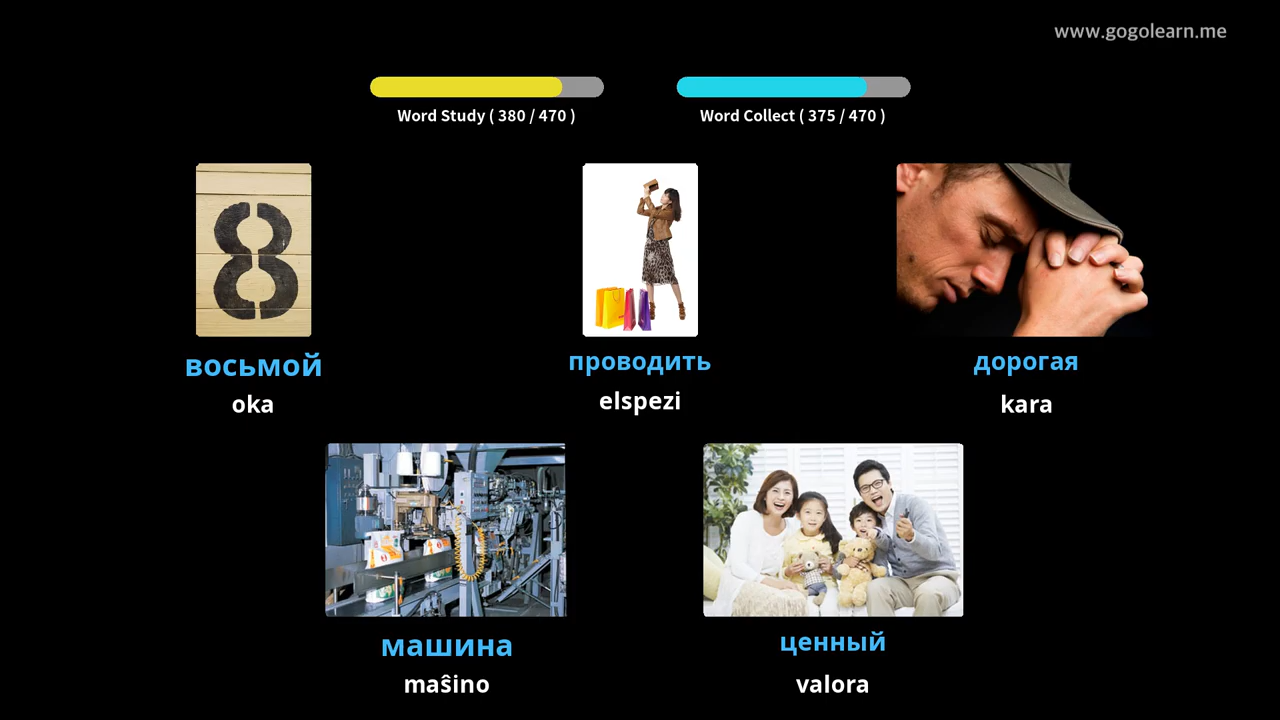 www.gogolearn.me
Word Study ( 380 / 470 )
Word Collect ( 375 / 470 )
8
восьмой
oka
проводить
elspezi
дорогая
kara
машина
maŝino
ценный
valora